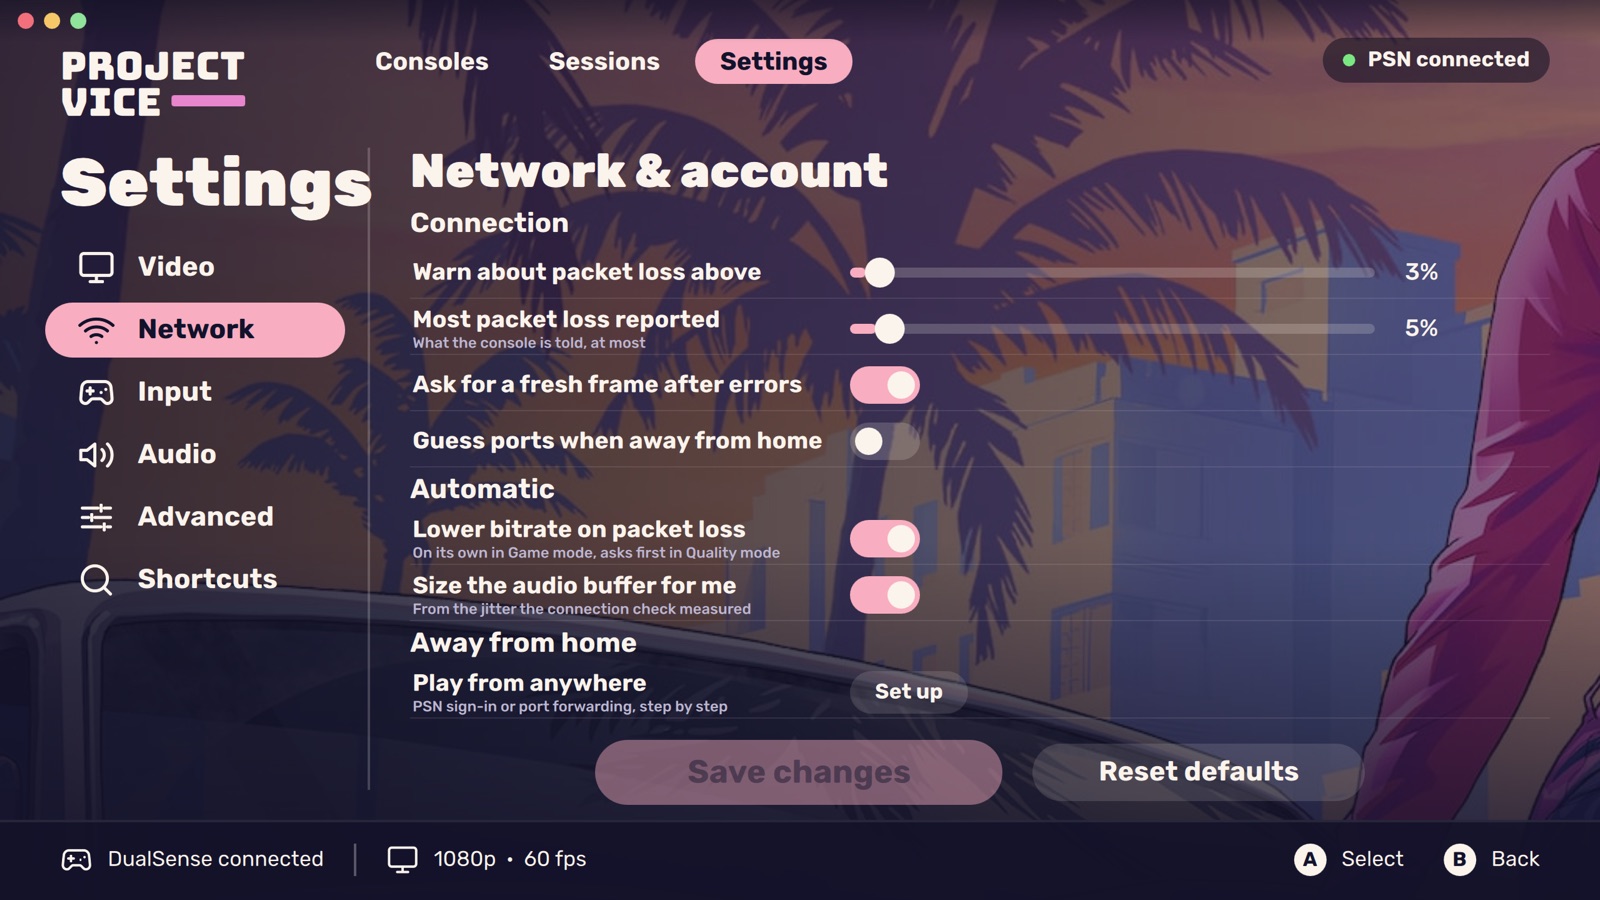 PROJECT
VICE
Consoles
Sessions
Settings
PSN connected
Settings
Video
Network
Input
Audio
Advanced
Shortcuts
Network & account
Connection
Warn about packet loss above
3%
Most packet loss reported
What the console is told, at most
5%
Ask for a fresh frame after errors
Guess ports when away from home
Automatic
Lower bitrate on packet loss
On its own in Game mode, asks first in Quality mode
Size the audio buffer for me
From the jitter the connection check measured
Away from home
Play from anywhere
PSN sign-in or port forwarding, step by step
Set up
Save changes
Reset defaults
DualSense connected
1080p • 60 fps
A Select
B Back